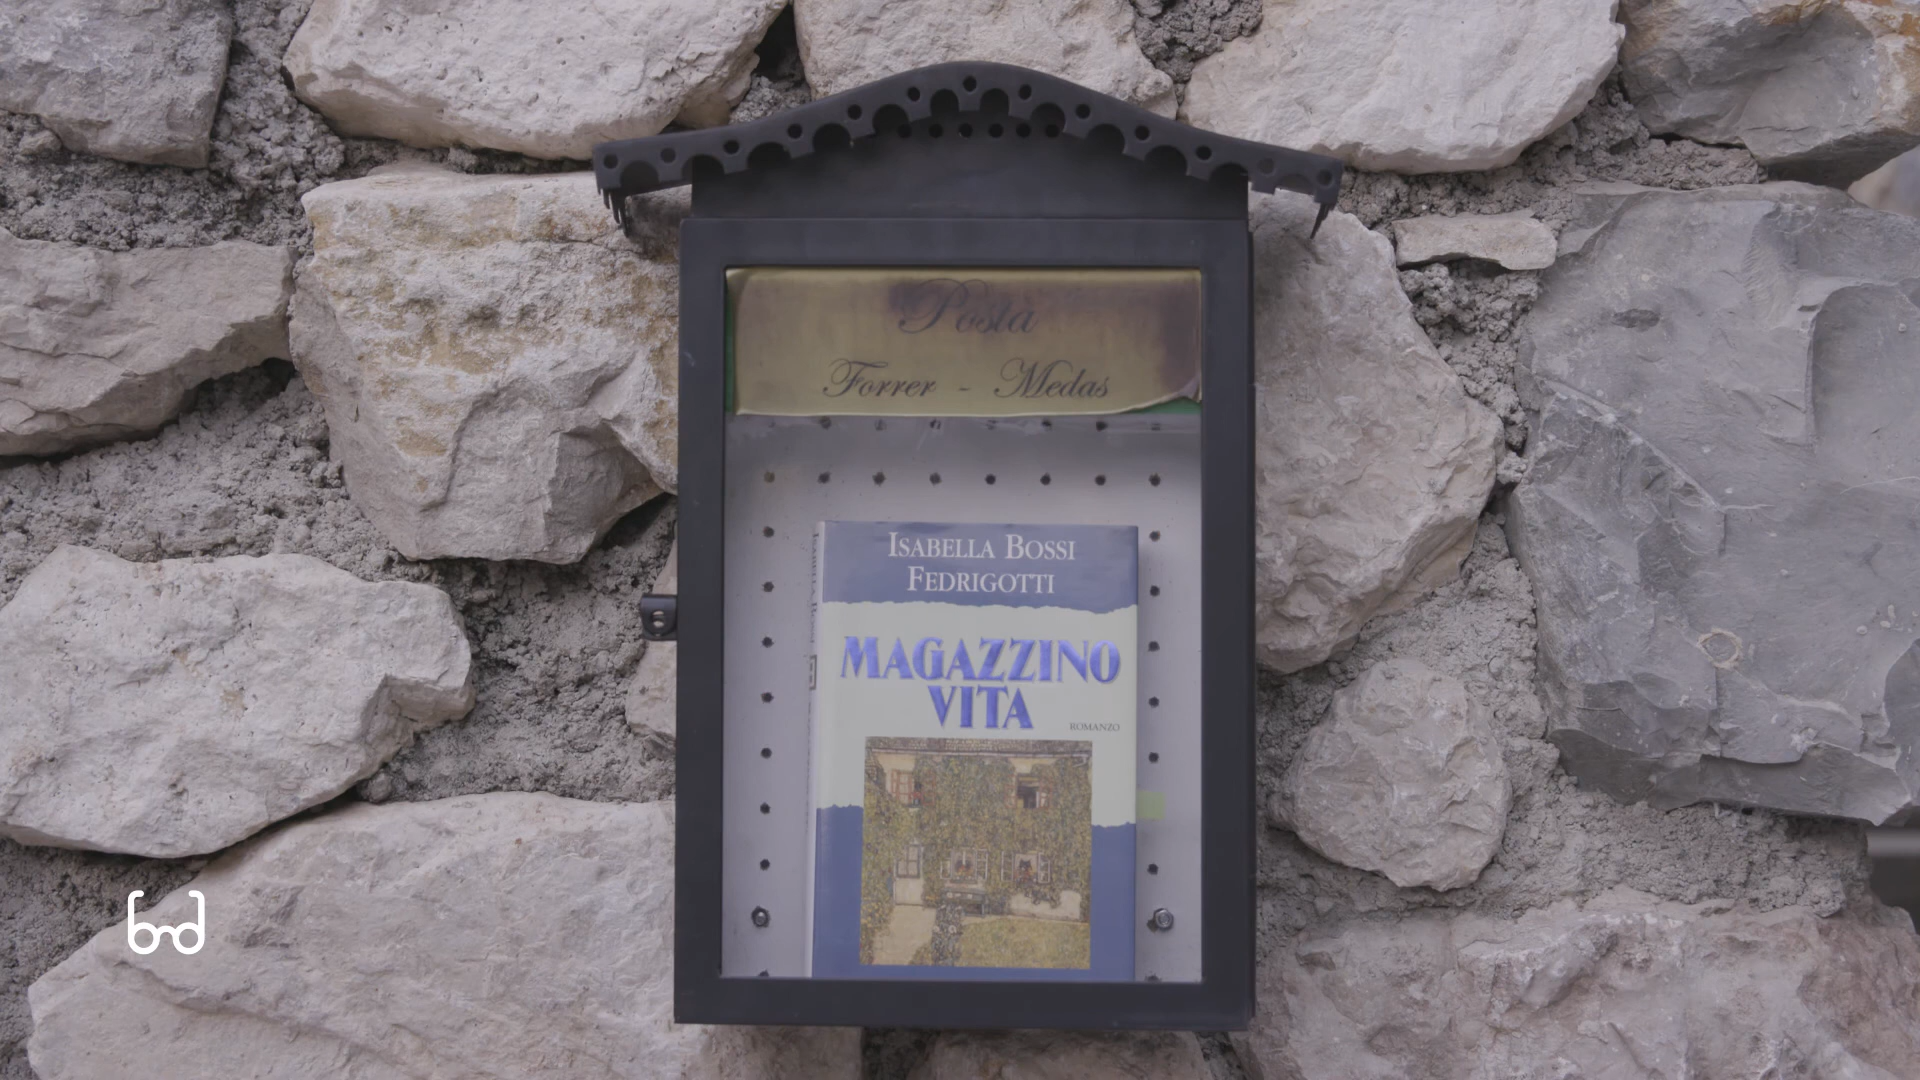 Posta
Forrer - Medas
ISABELLA BOSSI
FEDRIGOTTI
MAGAZZINO
VITA
ROMANZO